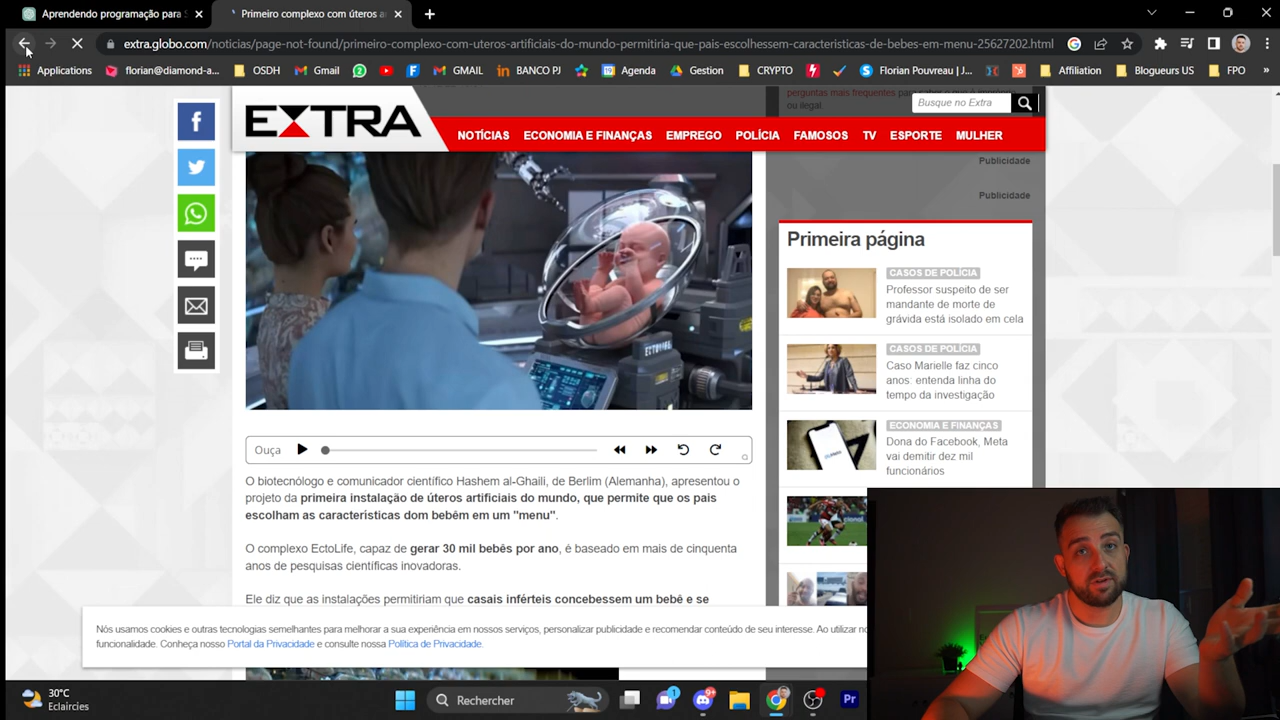 Aprendendo programação para S
Primeiro complexo com úteros a
extra.globo.com/noticias/page-not-found/primeiro-complexo-com-uteros-artificiais-do-mundo-permitiria-que-pais-escolhessem-caracteristicas-de-bebes-em-menu-25627202.html
Applications
florian@diamond-a...
OSDH
Gmail
GMAIL
BANCO PJ
Agenda
Gestion
CRYPTO
Florian Pouvreau | J...
Affiliation
Blogueurs US
FPO
»
EXTRA
perguntas mais frequentes
ou ilegal.
Busque no Extra
NOTÍCIAS ECONOMIA E FINANÇAS EMPREGO POLÍCIA FAMOSOS TV ESPORTE MULHER
Publicidade
Publicidade
ECTOLIFE
Primeira página
CASOS DE POLÍCIA
Professor suspeito de ser
mandante de morte de
grávida está isolado em cela
CASOS DE POLÍCIA
Caso Marielle faz cinco
anos: entenda linha do
tempo da investigação
ECONOMIA E FINANÇAS
Dona do Facebook, Meta
vai demitir dez mil
funcionários
Ouça
O biotecnólogo e comunicador científico Hashem al-Ghaili, de Berlim (Alemanha), apresentou o
projeto da primeira instalação de úteros artificiais do mundo, que permite que os pais
escolham as caracteristicas dom bebêm em um "menu".
O complexo EctoLife, capaz de gerar 30 mil bebês por ano, é baseado em mais de cinquenta
anos de pesquisas científicas inovadoras.
Ele diz que as instalações permitiriam que casais inférteis concebessem um bebê e se
Nós usamos cookies e outras tecnologias semelhantes para melhorar a sua experiência em nossos serviços, personalizar publicidade e recomendar conteúdo de seu interesse. Ao utilizar no
funcionalidade. Conheça nosso Portal da Privacidade e consulte nossa Política de Privacidade.
30°C
Eclaircies
Rechercher
1
9+
Pr